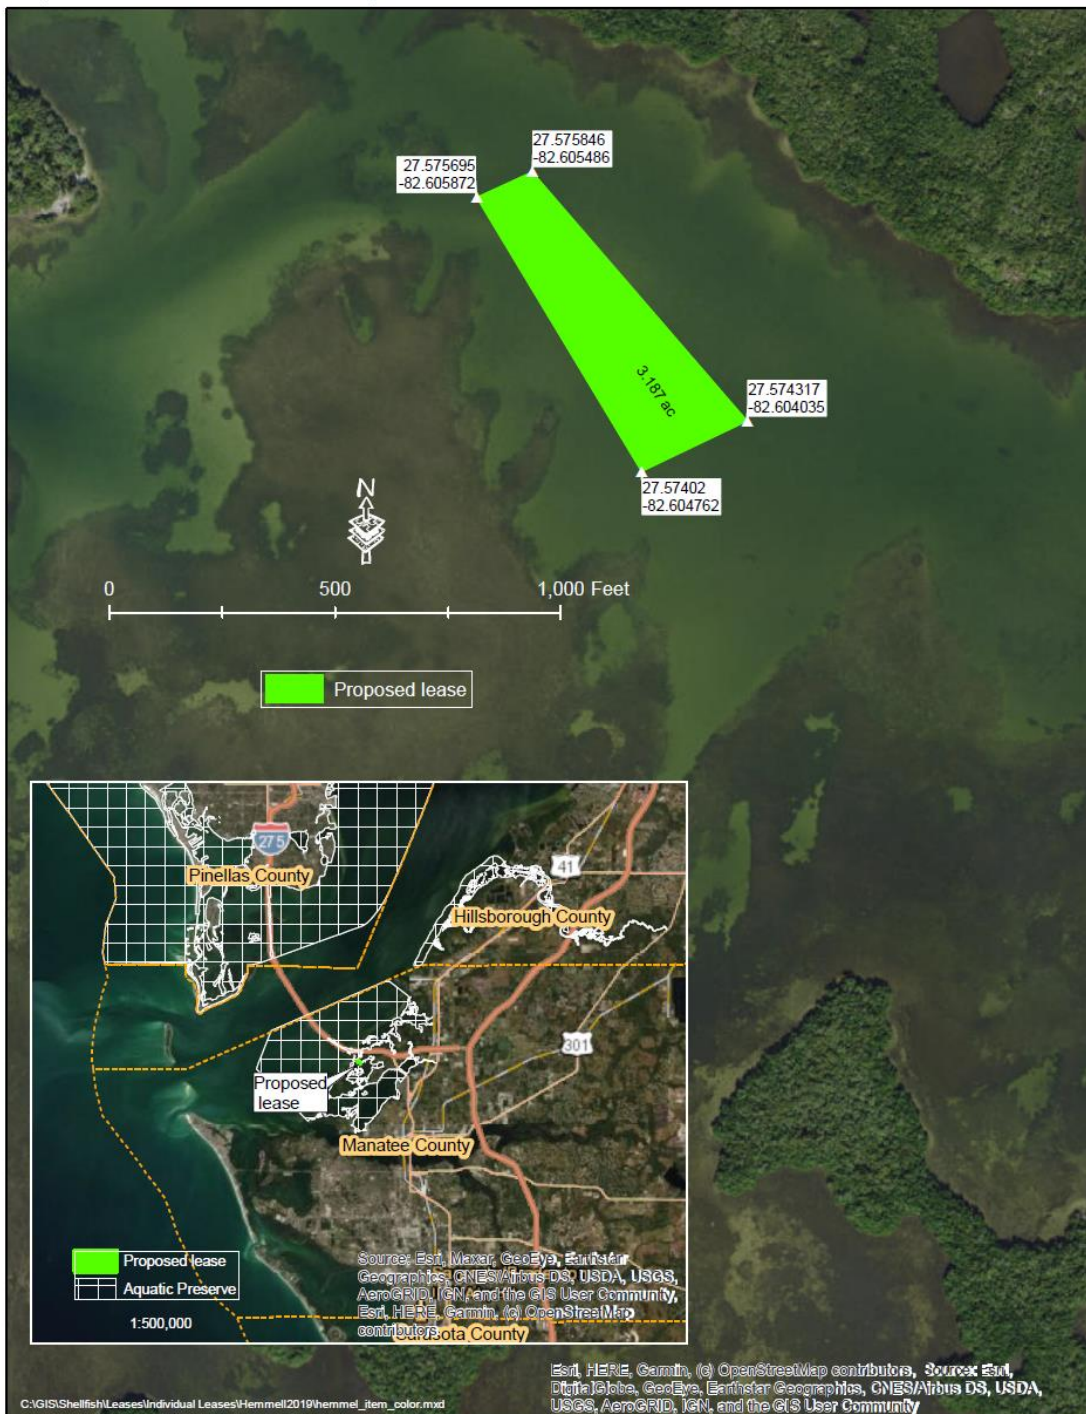 27.575846
-82.605486
27.575695
-82.605872
3.187 ac
27.574317
-82.604035
27.57402
-82.604762
N
0 500 1,000 Feet
Proposed lease
275
Pinellas County
41
Hillsborough County
301
Proposed
lease
Manatee County
Proposed lease
Aquatic Preserve
1:500,000
Source: Esri, Maxar, GeoEye, Earthstar
Geographics, CNES/Airbus DS, USDA, USGS,
AeroGRID, IGN, and the GIS User Community,
Esri, HERE, Garmin, (c) OpenStreetMap
contributors
Sarasota County
Esri, HERE, Garmin, (c) OpenStreetMap contributors, Source: Esri,
DigitalGlobe, GeoEye, Earthstar Geographics, CNES/Airbus DS, USDA,
USGS, AeroGRID, IGN, and the GIS User Community
C:\GIS\Shellfish\Leases\Individual Leases\Hemmell2019\hemmel_item_color.mxd